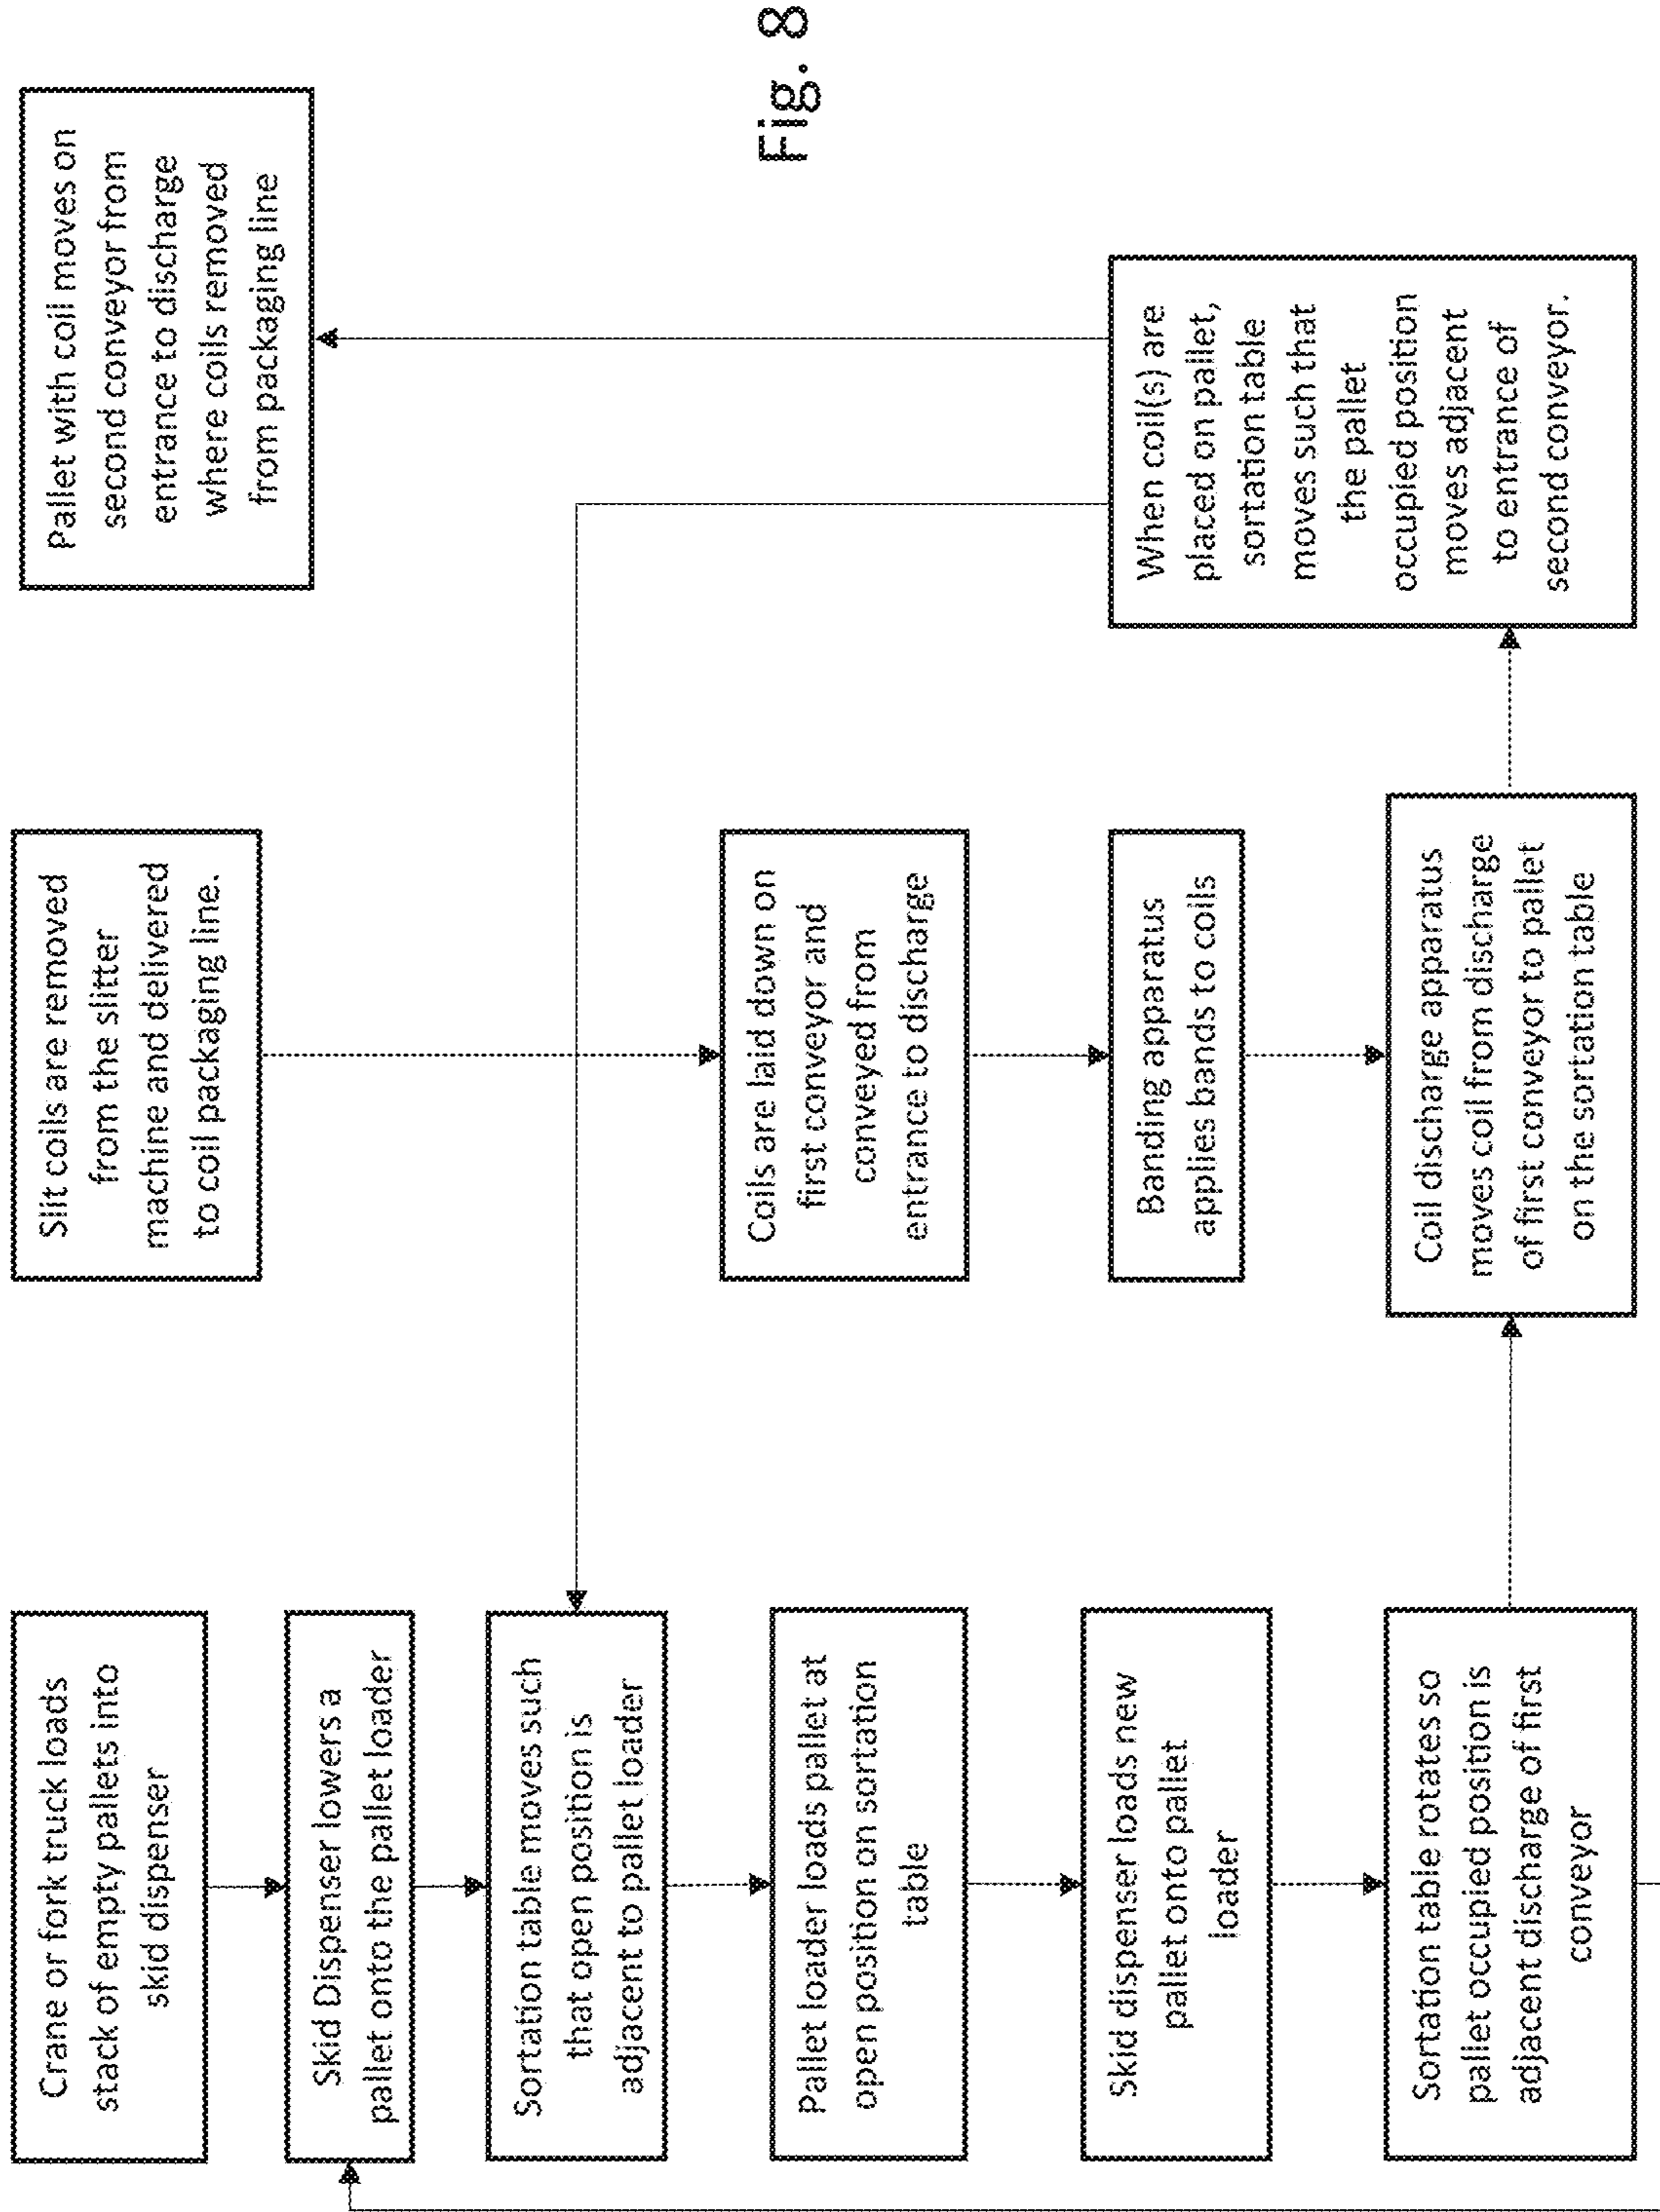 Crane or fork truck loads
stack of empty pallets into
skid dispenser
Skid Dispenser lowers a
pallet onto the pallet loader
Sortation table moves such
that open position is
adjacent to pallet loader
Pallet loader loads pallet at
open position on sortation
table
Skid dispenser loads new
pallet onto pallet
loader
Sortation table rotates so
pallet occupied position is
adjacent discharge of first
conveyor
Slit coils are removed
from the slitter
machine and delivered
to coil packaging line.
Coils are laid down on
first conveyor and
conveyed from
entrance to discharge
Banding apparatus
applies bands to coils
Coil discharge apparatus
moves coil from discharge
of first conveyor to pallet
on the sortation table
Pallet with coil moves on
second conveyor from
entrance to discharge
where coils removed
from packaging line
When coil(s) are
placed on pallet,
sortation table
moves such that
the pallet
occupied position
moves adjacent
to entrance of
second conveyor.
Fig. 8